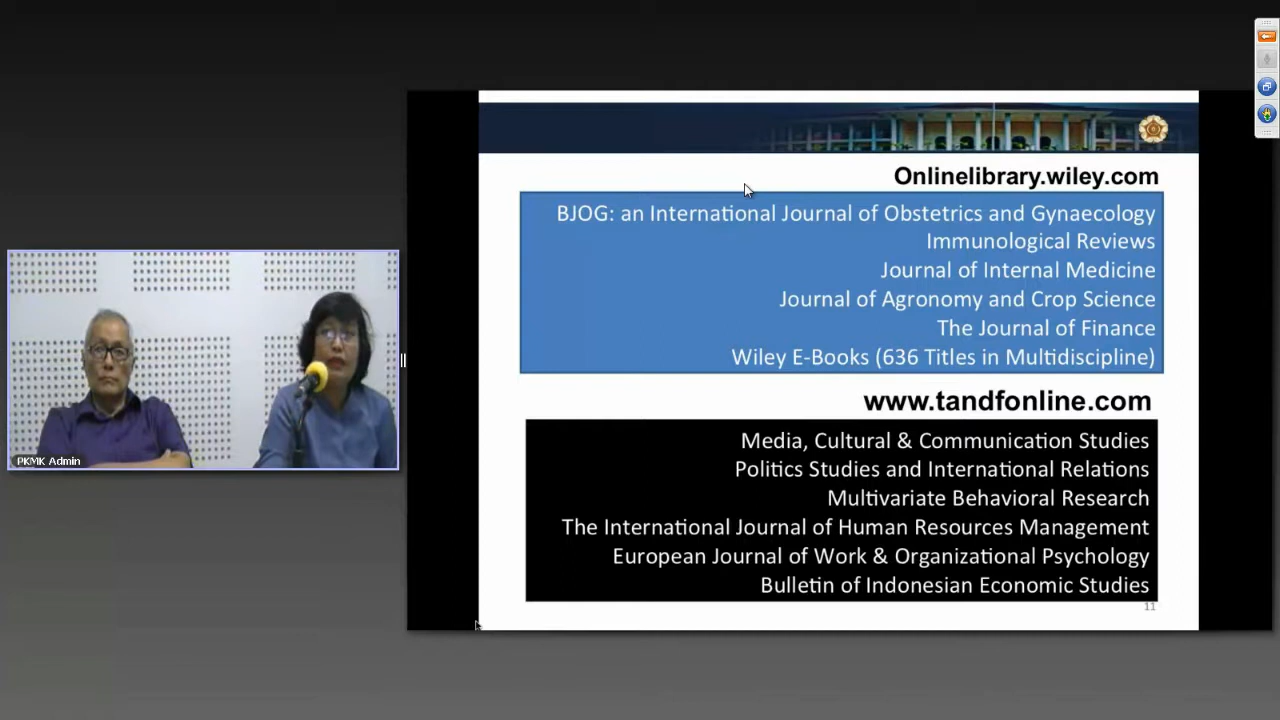 PKMK Admin
Onlinelibrary.wiley.com
BJOG: an International Journal of Obstetrics and Gynaecology
Immunological Reviews
Journal of Internal Medicine
Journal of Agronomy and Crop Science
The Journal of Finance
Wiley E-Books (636 Titles in Multidiscipline)
www.tandfonline.com
Media, Cultural & Communication Studies
Politics Studies and International Relations
Multivariate Behavioral Research
The International Journal of Human Resources Management
European Journal of Work & Organizational Psychology
Bulletin of Indonesian Economic Studies
11